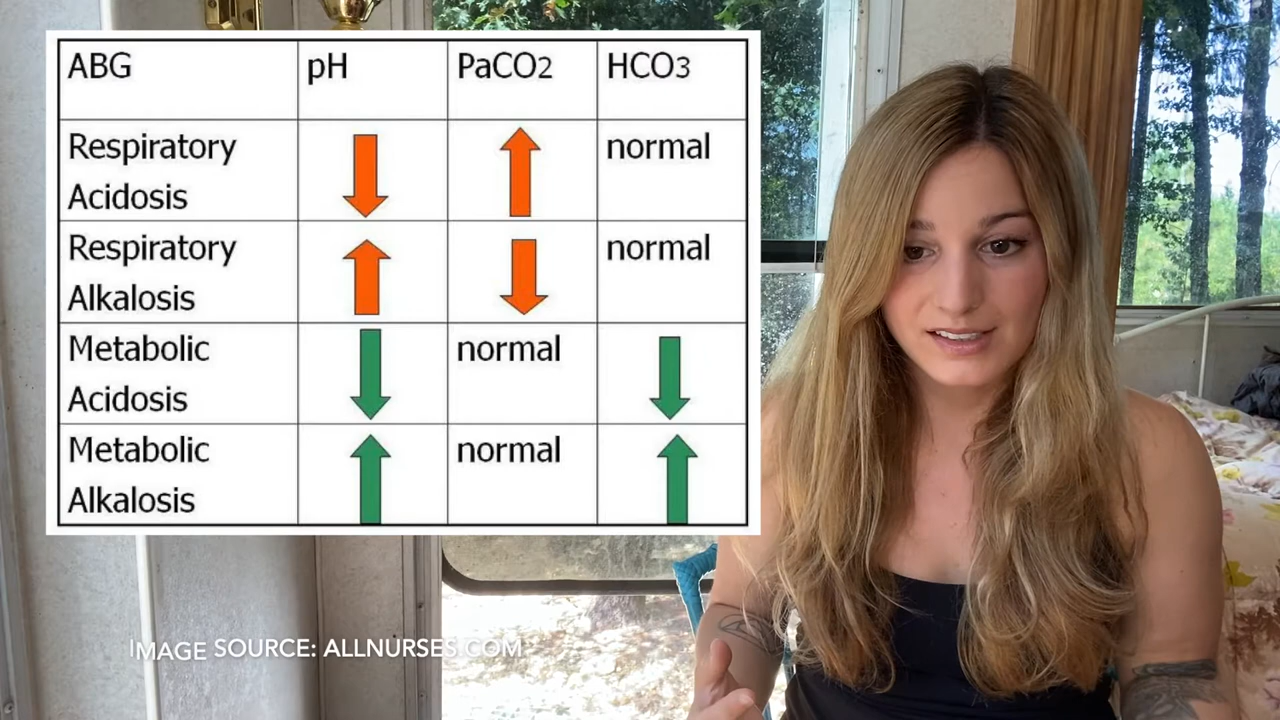 ABG pH PaCO2 HCO3
Respiratory normal
Acidosis
Respiratory normal
Alkalosis
Metabolic normal
Acidosis
Metabolic normal
Alkalosis
IMAGE SOURCE: ALLNURSES.COM